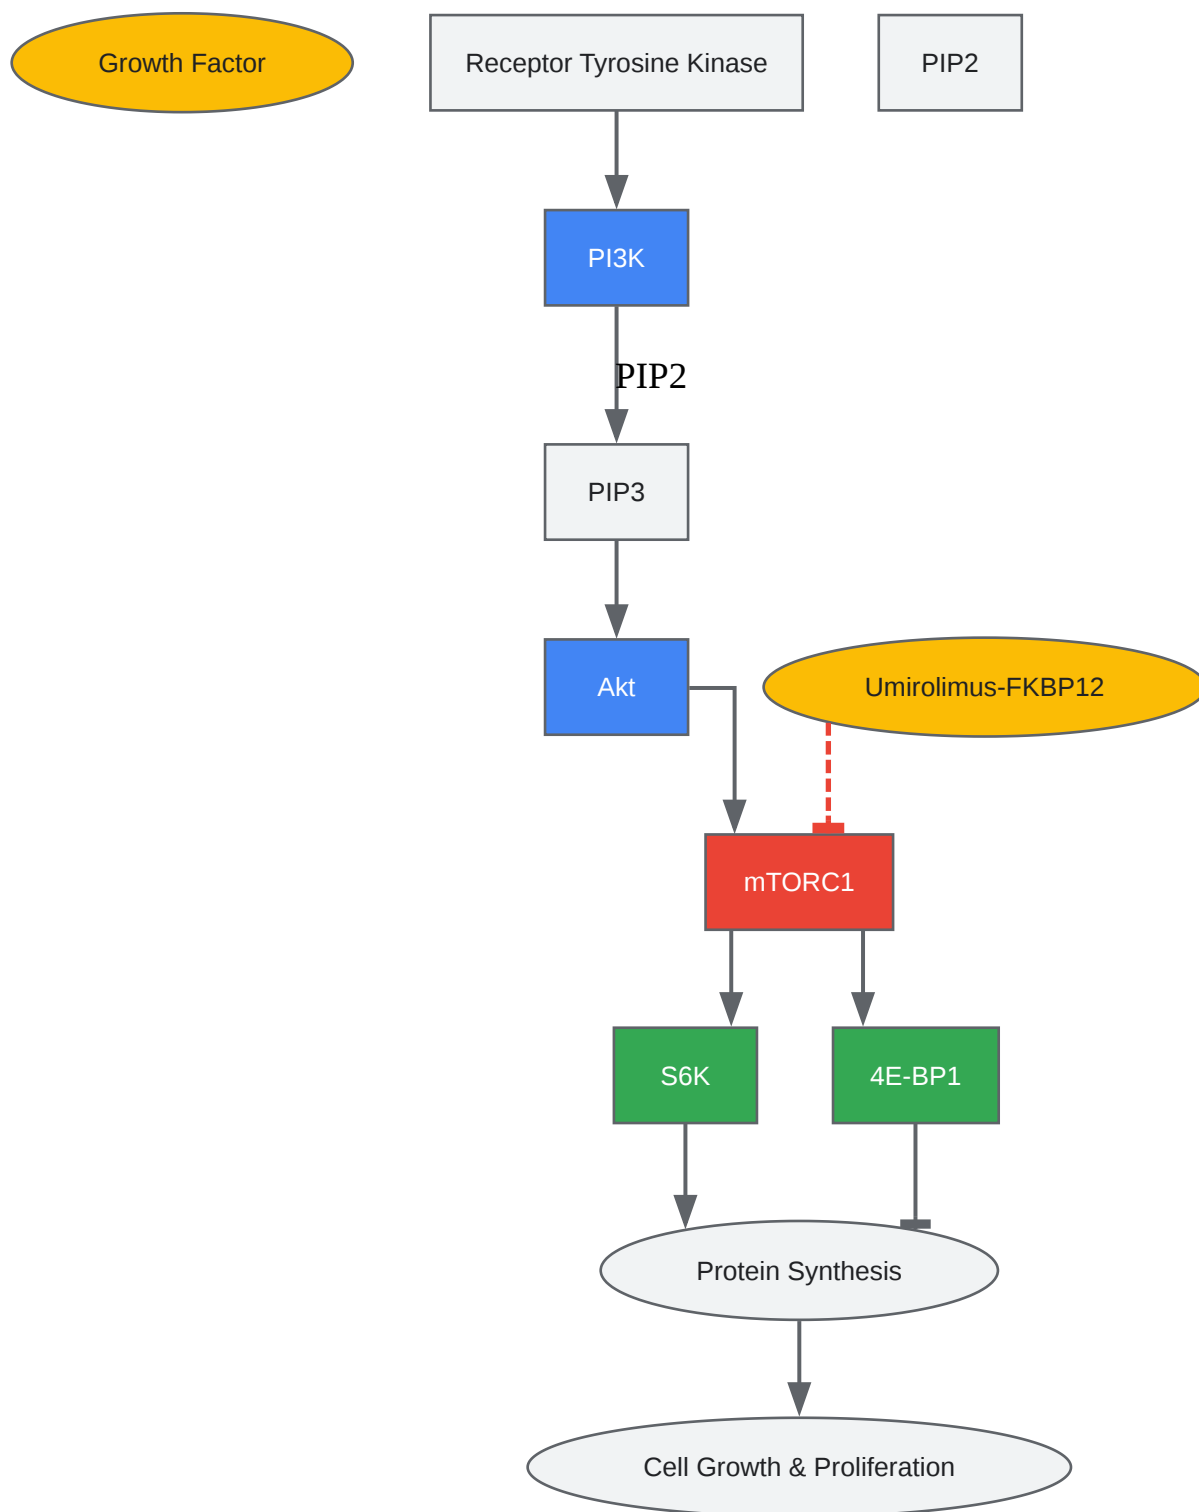 Growth Factor
Receptor Tyrosine Kinase
PIP2
PI3K
PIP2
PIP3
Akt
Umirolimus-FKBP12
mTORC1
S6K
4E-BP1
Protein Synthesis
Cell Growth & Proliferation